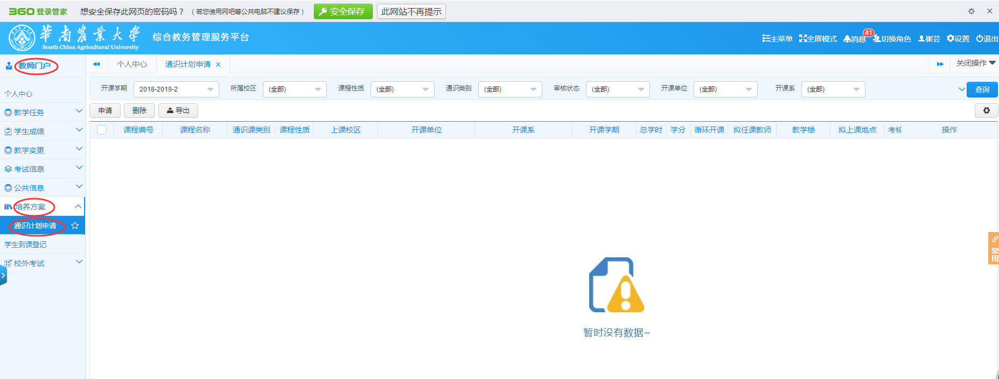 360登录管家 想安全保存此网页的密码吗？（若您使用网吧等公共电脑不建议保存） 安全保存 此网站不再提示
華南农業大学 综合教务管理服务平台
South China Agricultural University
主菜单 全屏模式 消息 41 切换角色 崔芸 设置 退出
教师门户
个人中心 通识计划申请 关闭操作
开课学期 2018-2019-2 所属校区 (全部) 课程性质 (全部) 通识类别 (全部) 审核状态 (全部) 开课单位 (全部) 开课系 (全部) 查询
申请 删除 导出
课程编号 课程名称 通识课类别 课程性质 上课校区 开课单位 开课系 开课学期 总学时 学分 循环开课 拟任课教师 教学楼 拟上课地点 考核 操作
个人中心
教学任务
学生成绩
教学变更
考试信息
公共信息
培养方案
通识计划申请
学生到课登记
校外考试
常用
暂时没有数据~